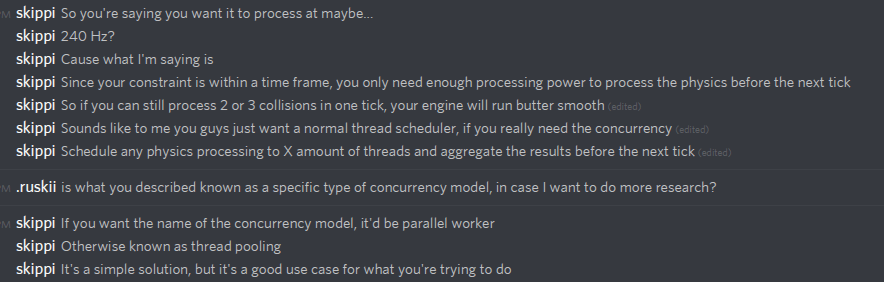 M skippi So you're saying you want it to process at maybe...
skippi 240 Hz?
skippi Cause what I'm saying is
skippi Since your constraint is within a time frame, you only need enough processing power to process the physics before the next tick
skippi So if you can still process 2 or 3 collisions in one tick, your engine will run butter smooth (edited)
skippi Sounds like to me you guys just want a normal thread scheduler, if you really need the concurrency (edited)
skippi Schedule any physics processing to X amount of threads and aggregate the results before the next tick (edited)
M .ruskii is what you described known as a specific type of concurrency model, in case I want to do more research?
PM skippi If you want the name of the concurrency model, it'd be parallel worker
skippi Otherwise known as thread pooling
skippi It's a simple solution, but it's a good use case for what you're trying to do